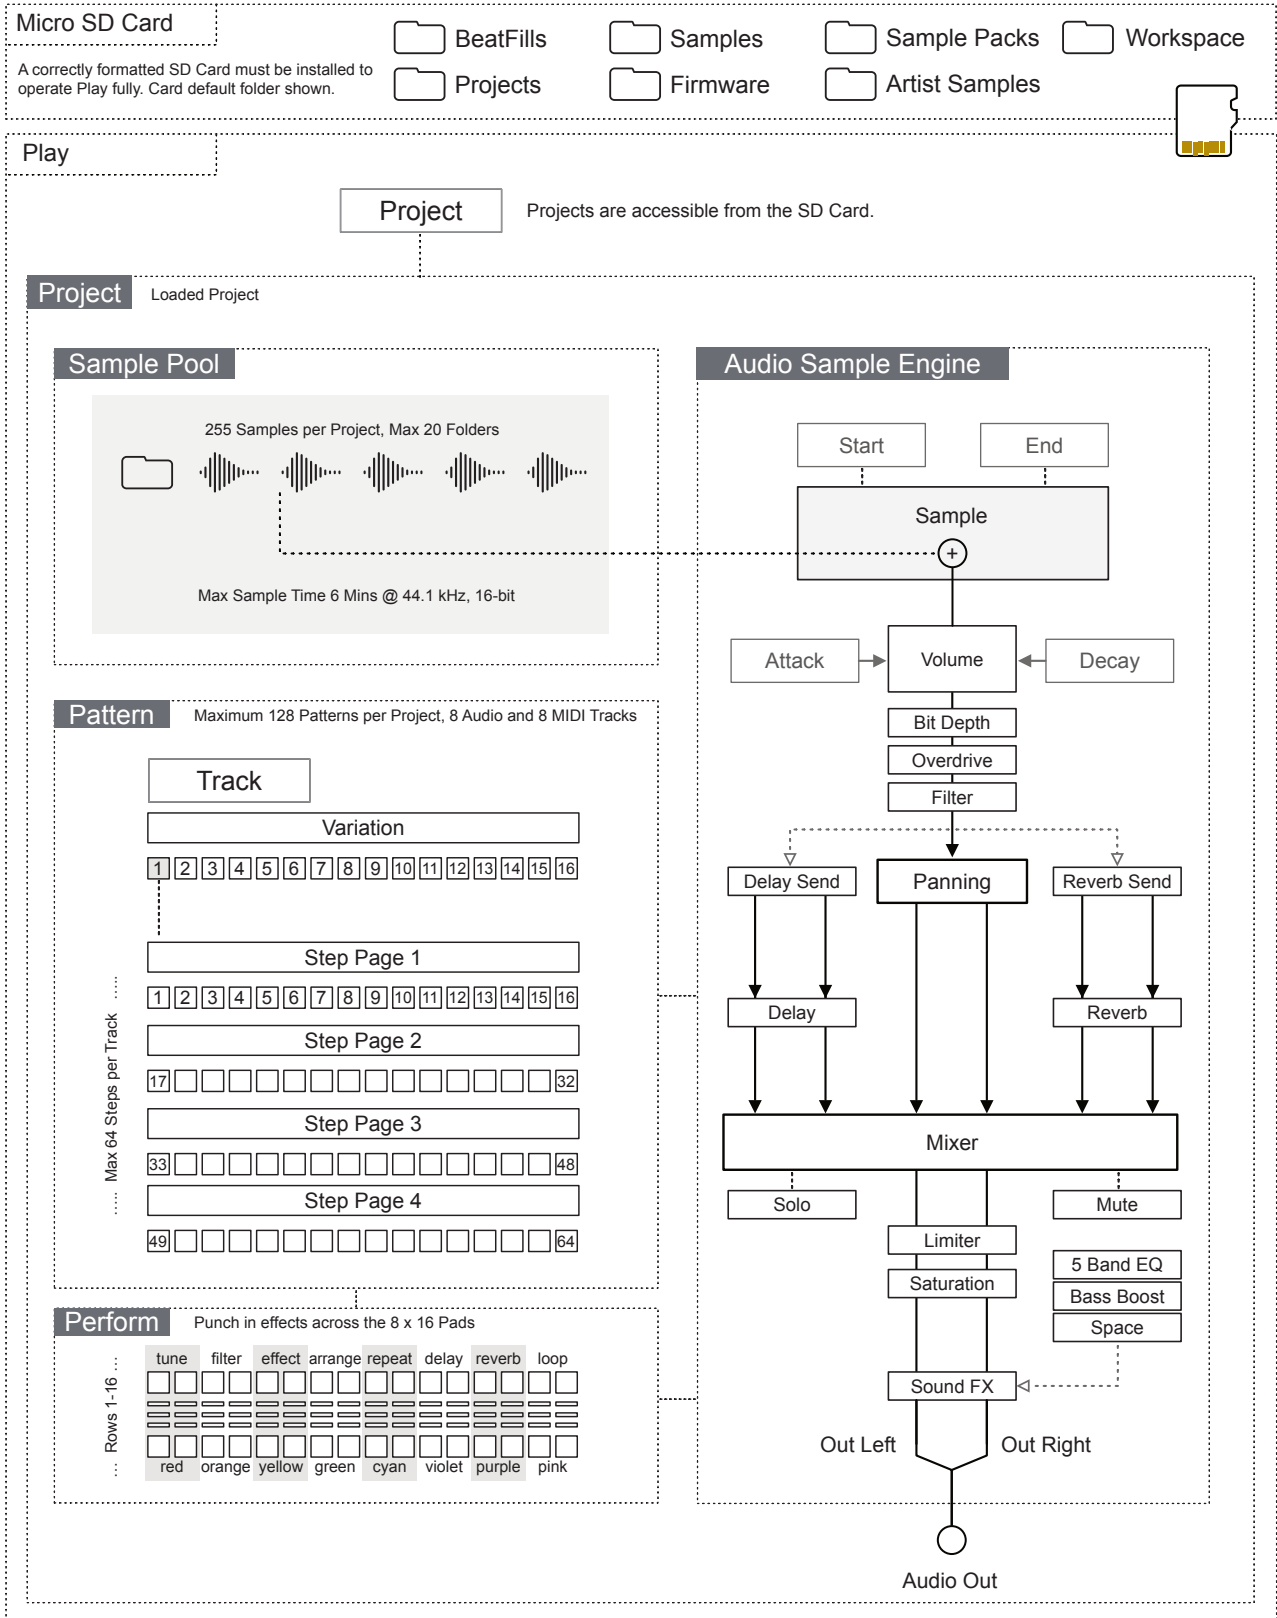 Micro SD Card
A correctly formatted SD Card must be installed to
operate Play fully. Card default folder shown.
BeatFills
Samples
Sample Packs
Workspace
Projects
Firmware
Artist Samples
Play
Project
Projects are accessible from the SD Card.
Project
Loaded Project
Sample Pool
255 Samples per Project, Max 20 Folders
Max Sample Time 6 Mins @ 44.1 kHz, 16-bit
Pattern
Maximum 128 Patterns per Project, 8 Audio and 8 MIDI Tracks
Track
Variation
1 2 3 4 5 6 7 8 9 10 11 12 13 14 15 16
Step Page 1
1 2 3 4 5 6 7 8 9 10 11 12 13 14 15 16
Step Page 2
17 32
Step Page 3
33 48
Step Page 4
49 64
...... Max 64 Steps per Track ......
Perform
Punch in effects across the 8 x 16 Pads
tune filter effect arrange repeat delay reverb loop
... Rows 1-16 ...
red orange yellow green cyan violet purple pink
Audio Sample Engine
Start
End
Sample
+
Attack
Volume
Decay
Bit Depth
Overdrive
Filter
Delay Send
Panning
Reverb Send
Delay
Reverb
Mixer
Solo
Mute
Limiter
5 Band EQ
Saturation
Bass Boost
Space
Sound FX
Out Left
Out Right
Audio Out